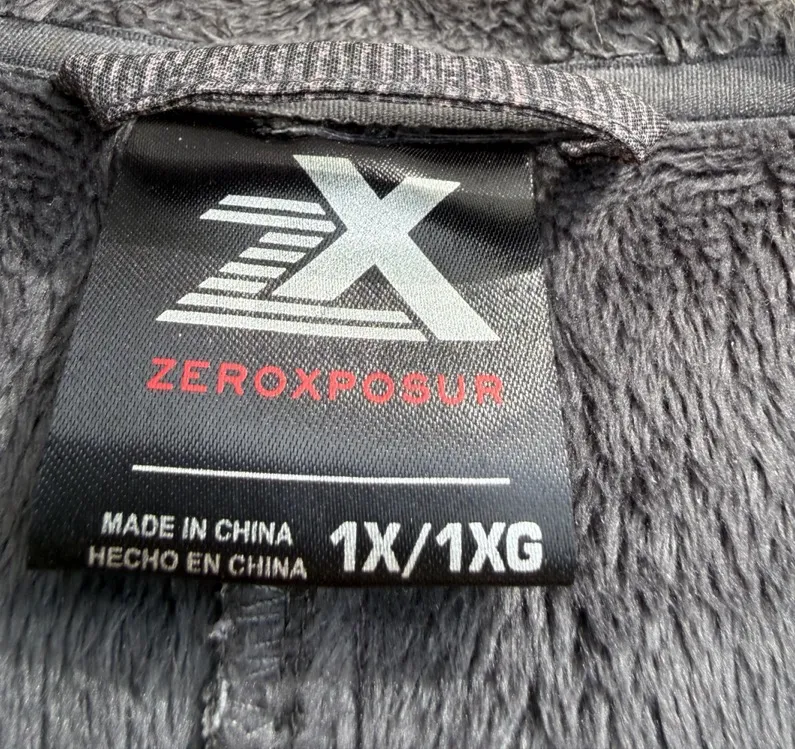 ZX
ZEROXPOSUR
MADE IN CHINA
HECHO EN CHINA
1X/1XG